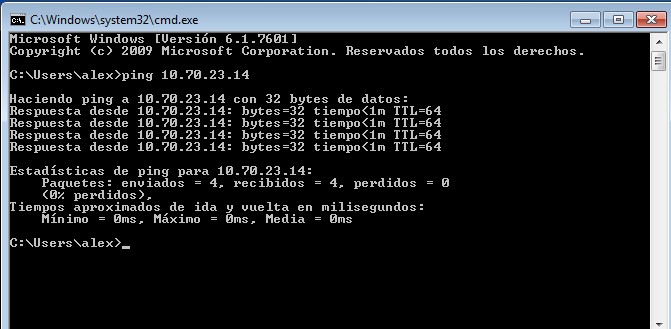 C:\Windows\system32\cmd.exe
Microsoft Windows [Versión 6.1.7601]
Copyright (c) 2009 Microsoft Corporation. Reservados todos los derechos.
C:\Users\alex>ping 10.70.23.14
Haciendo ping a 10.70.23.14 con 32 bytes de datos:
Respuesta desde 10.70.23.14: bytes=32 tiempo<1m TTL=64
Respuesta desde 10.70.23.14: bytes=32 tiempo<1m TTL=64
Respuesta desde 10.70.23.14: bytes=32 tiempo<1m TTL=64
Respuesta desde 10.70.23.14: bytes=32 tiempo<1m TTL=64
Estadísticas de ping para 10.70.23.14:
Paquetes: enviados = 4, recibidos = 4, perdidos = 0
(0% perdidos),
Tiempos aproximados de ida y vuelta en milisegundos:
Mínimo = 0ms, Máximo = 0ms, Media = 0ms
C:\Users\alex>_